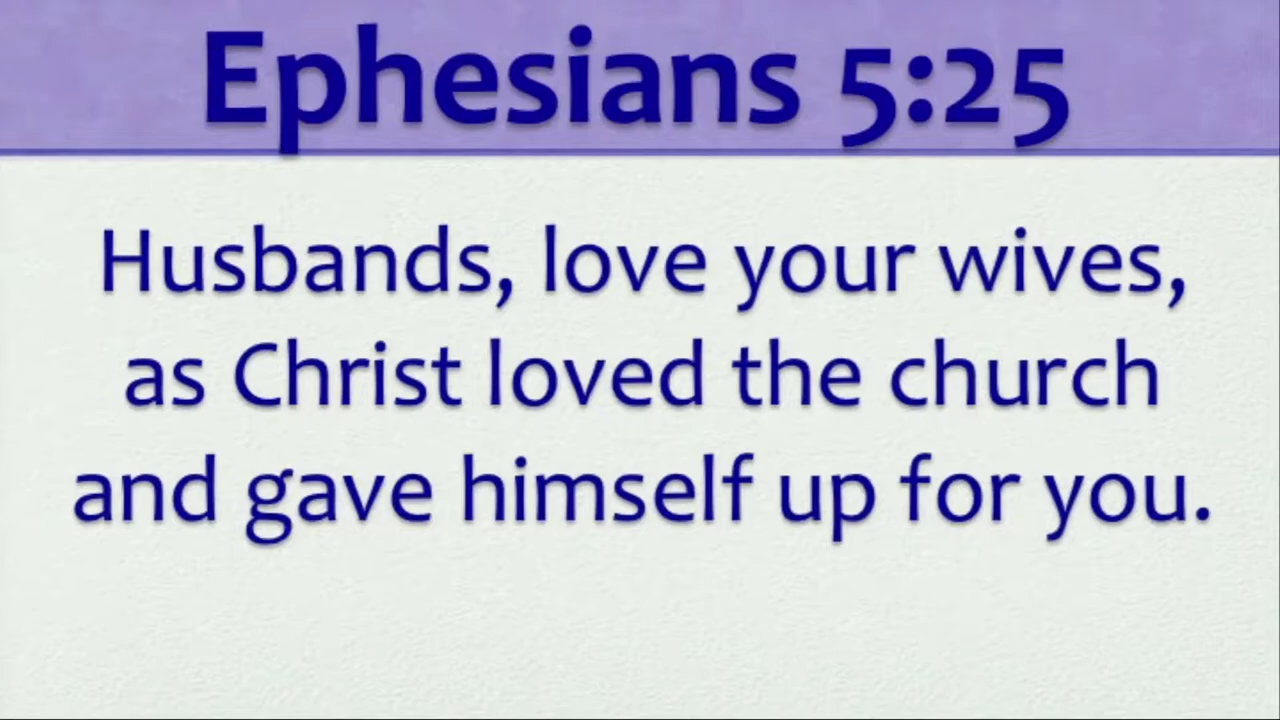 Ephesians 5:25
Husbands, love your wives,
as Christ loved the church
and gave himself up for you.